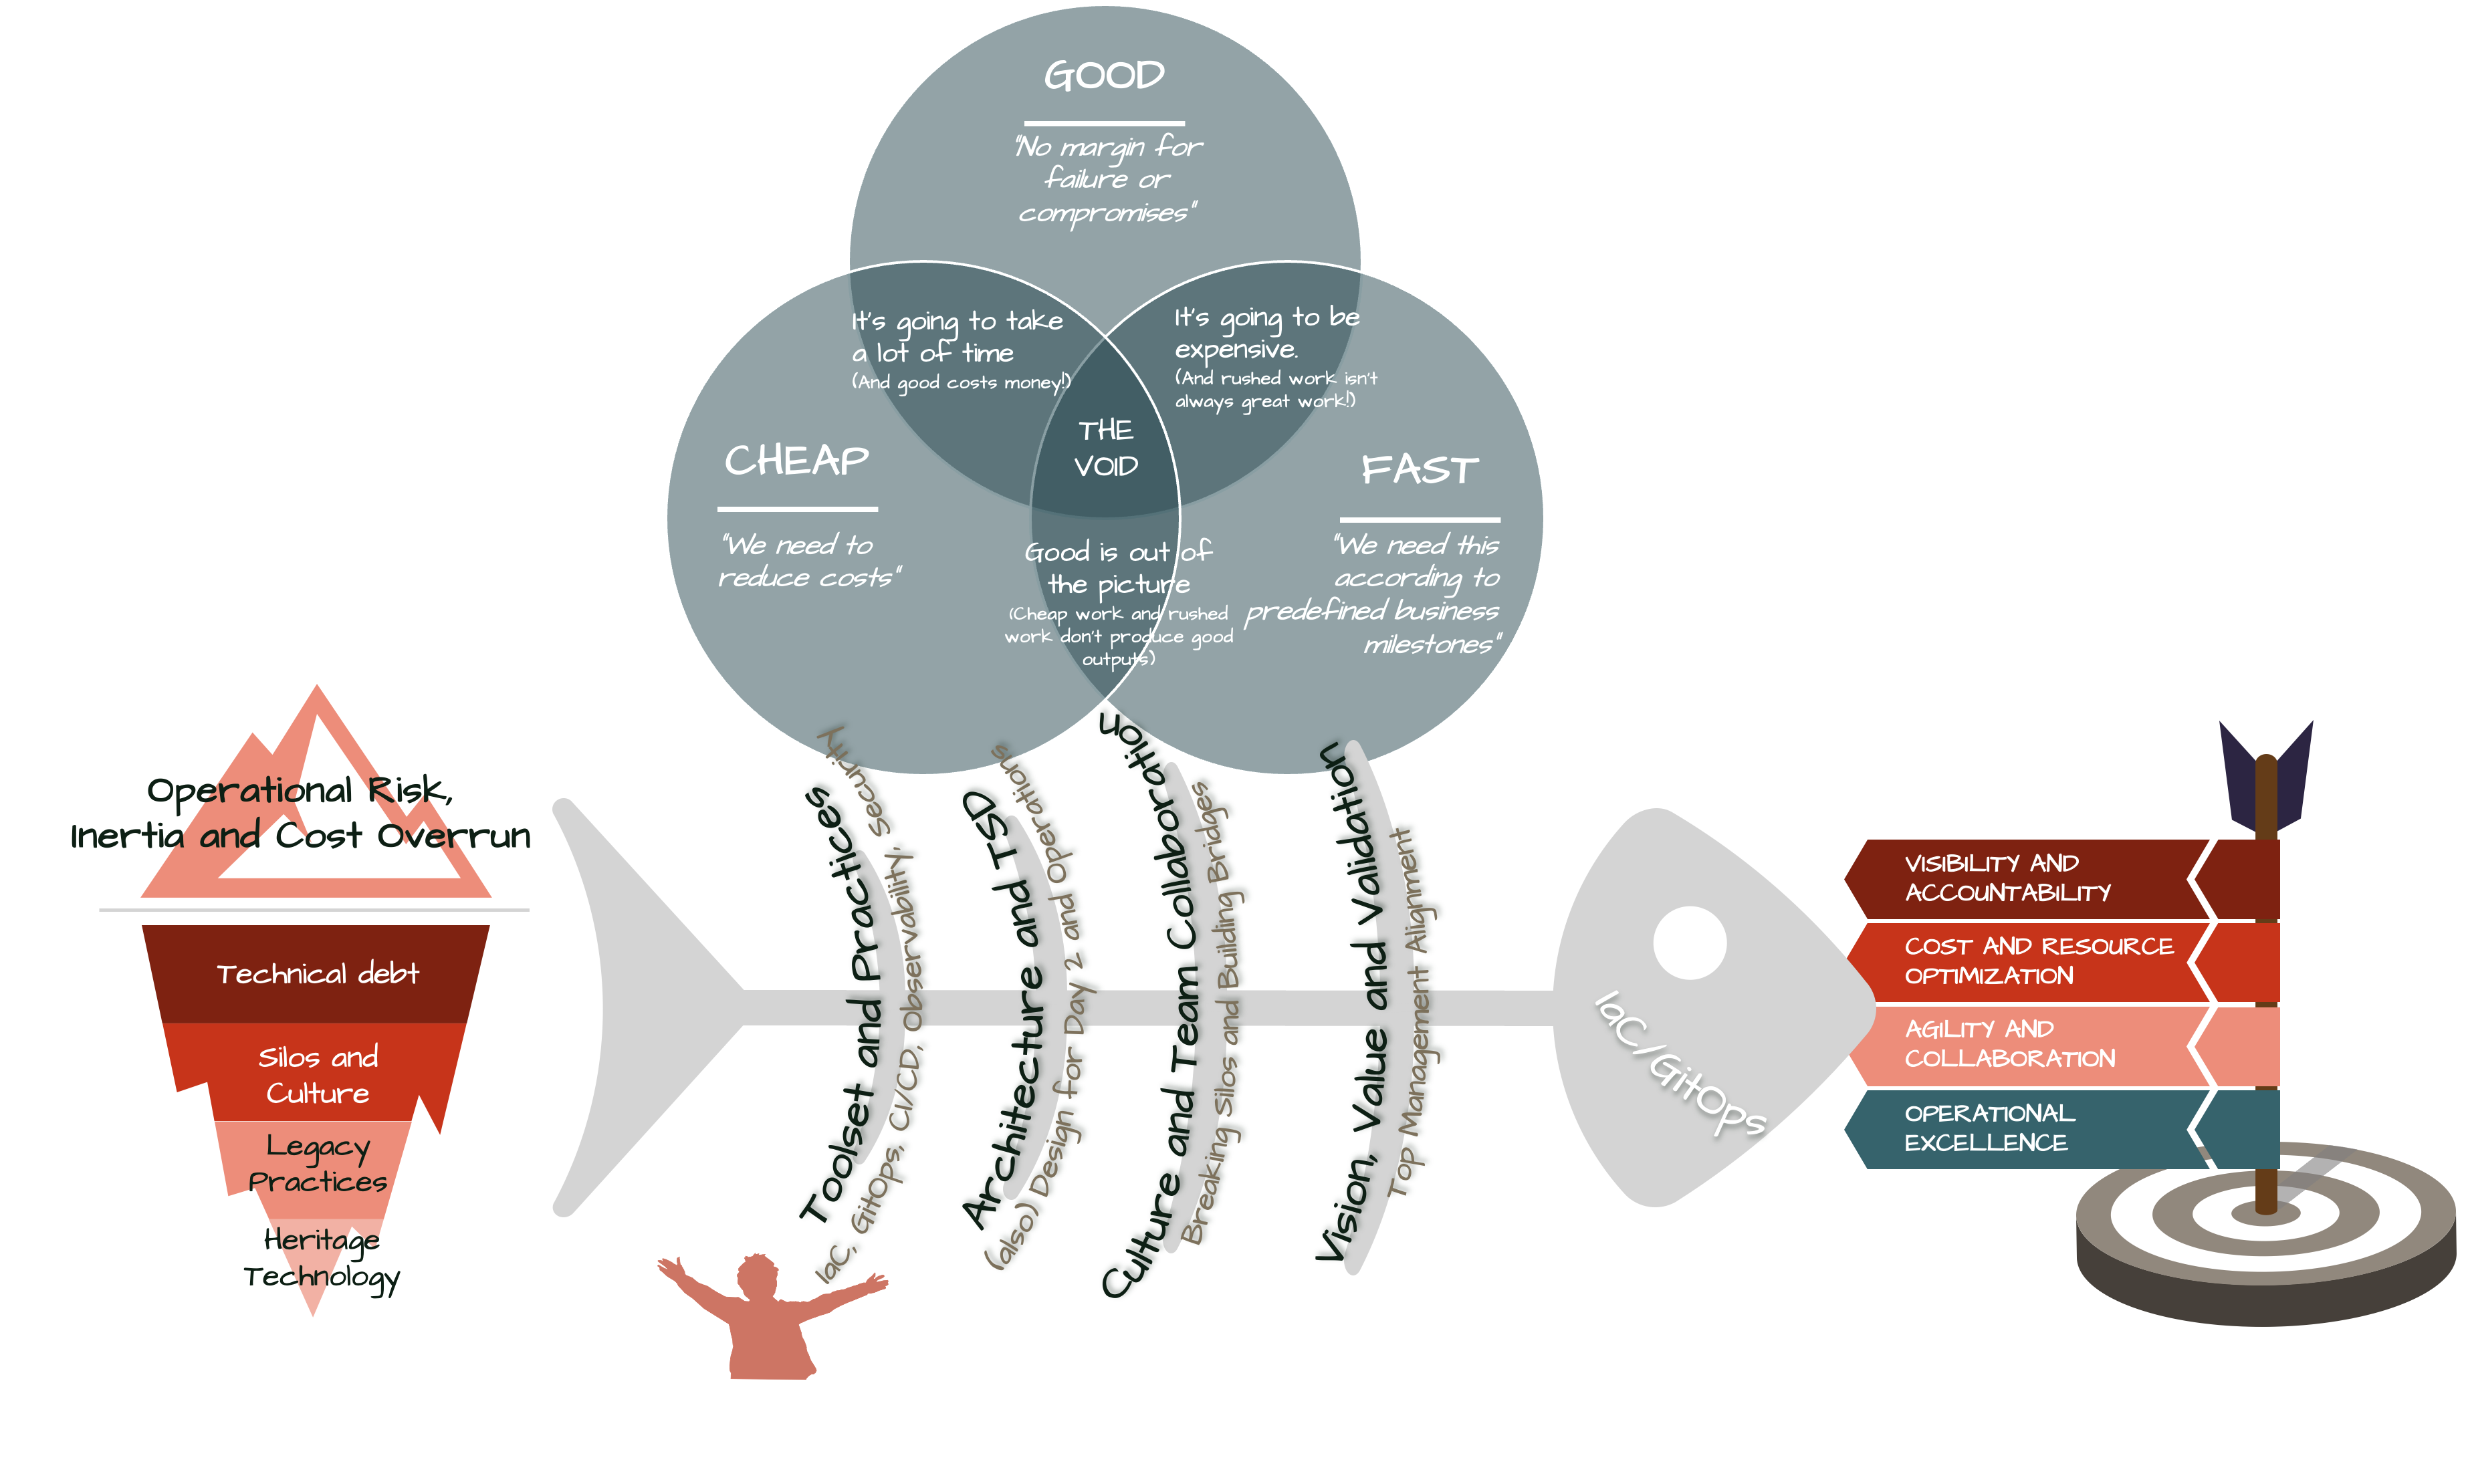 GOOD
"No margin for
failure or
compromises"
It's going to take
a lot of time
(And good costs money!)
It's going to be
expensive.
(And rushed work isn't
always great work!)
THE
VOID
CHEAP
"We need to
reduce costs"
FAST
"We need this
according to
predefined business
milestones"
Good is out of
the picture
(Cheap work and rushed
work don't produce good
outputs)
Operational Risk,
Inertia and Cost Overrun
Technical debt
Silos and
Culture
Legacy
Practices
Heritage
Technology
Toolset and Practices
IaC, GitOps, CI/CD, Observability, Security
Architecture and TSD
(also) Design for Day 2 and Operations
Culture and Team Collaboration
Breaking Silos and Building Bridges
Vision, Value and Validation
Top Management Alignment
IaC/GitOps
VISIBILITY AND
ACCOUNTABILITY
COST AND RESOURCE
OPTIMIZATION
AGILITY AND
COLLABORATION
OPERATIONAL
EXCELLENCE